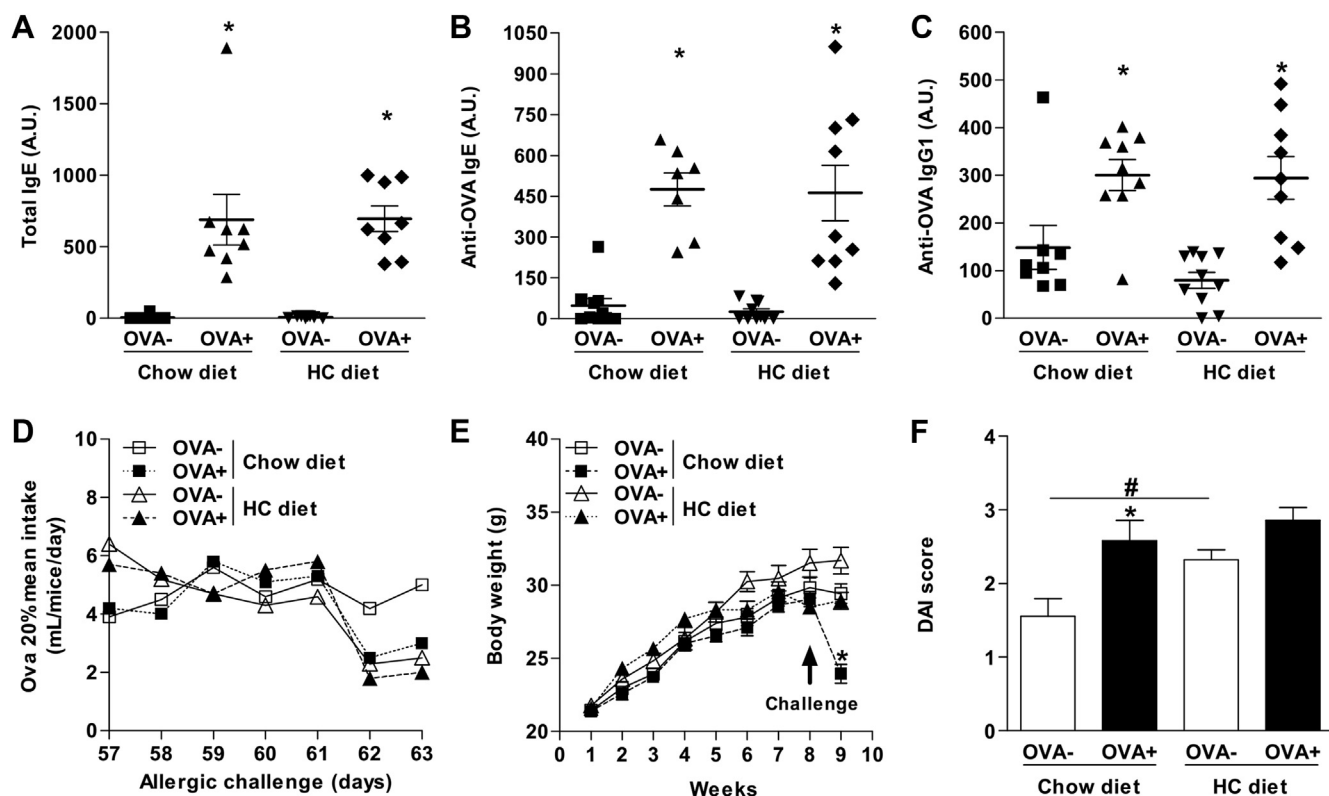 A
Total IgE (A.U.)
2000
1500
1000
500
0
*
*
OVA- OVA+ OVA- OVA+
Chow diet HC diet
B
Anti-OVA IgE (A.U.)
1050
900
750
600
450
300
150
0
*
*
OVA- OVA+ OVA- OVA+
Chow diet HC diet
C
Anti-OVA IgG1 (A.U.)
600
500
400
300
200
100
0
*
*
OVA- OVA+ OVA- OVA+
Chow diet HC diet
D
Ova 20%mean intake
(mL/mice/day)
10
8
6
4
2
0
OVA-
OVA+
Chow diet
OVA-
OVA+
HC diet
57 58 59 60 61 62 63
Allergic challenge (days)
E
Body weight (g)
40
35
30
25
20
OVA-
OVA+
Chow diet
OVA-
OVA+
HC diet
*
Challenge
0 1 2 3 4 5 6 7 8 9 10
Weeks
F
DAI score
4
3
2
1
0
#
*
OVA- OVA+ OVA- OVA+
Chow diet HC diet